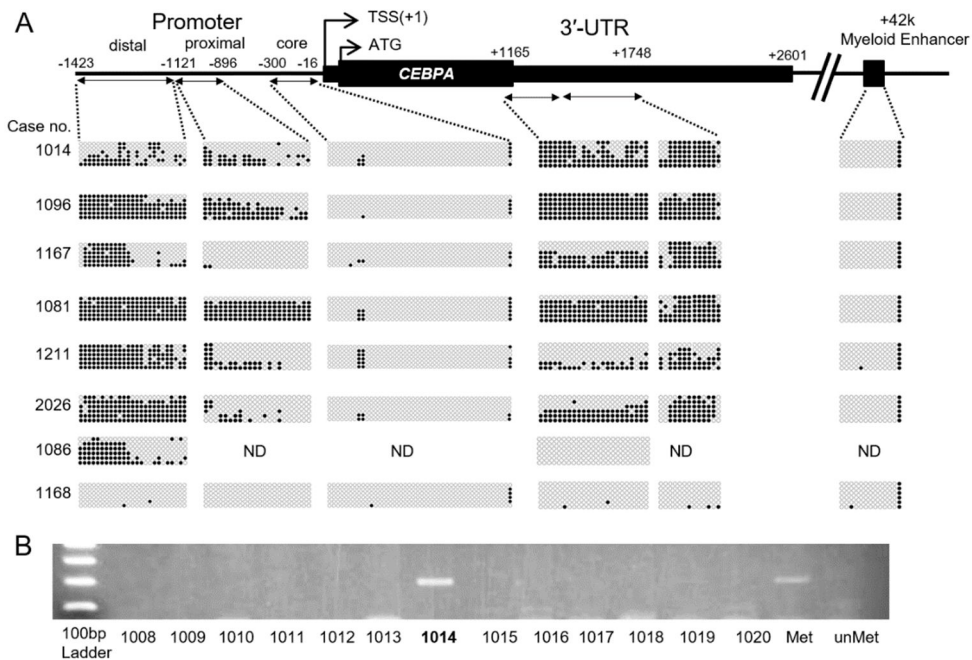 A
Promoter
distal proximal core
-1423 -1121 -896 -300 -16
TSS(+1)
ATG
CEBPA
3′-UTR
+1165 +1748 +2601
+42k
Myeloid Enhancer
Case no.
1014
1096
1167
1081
1211
2026
1086 ND ND ND ND
1168
B
100bp
Ladder
1008 1009 1010 1011 1012 1013 1014 1015 1016 1017 1018 1019 1020 Met unMet